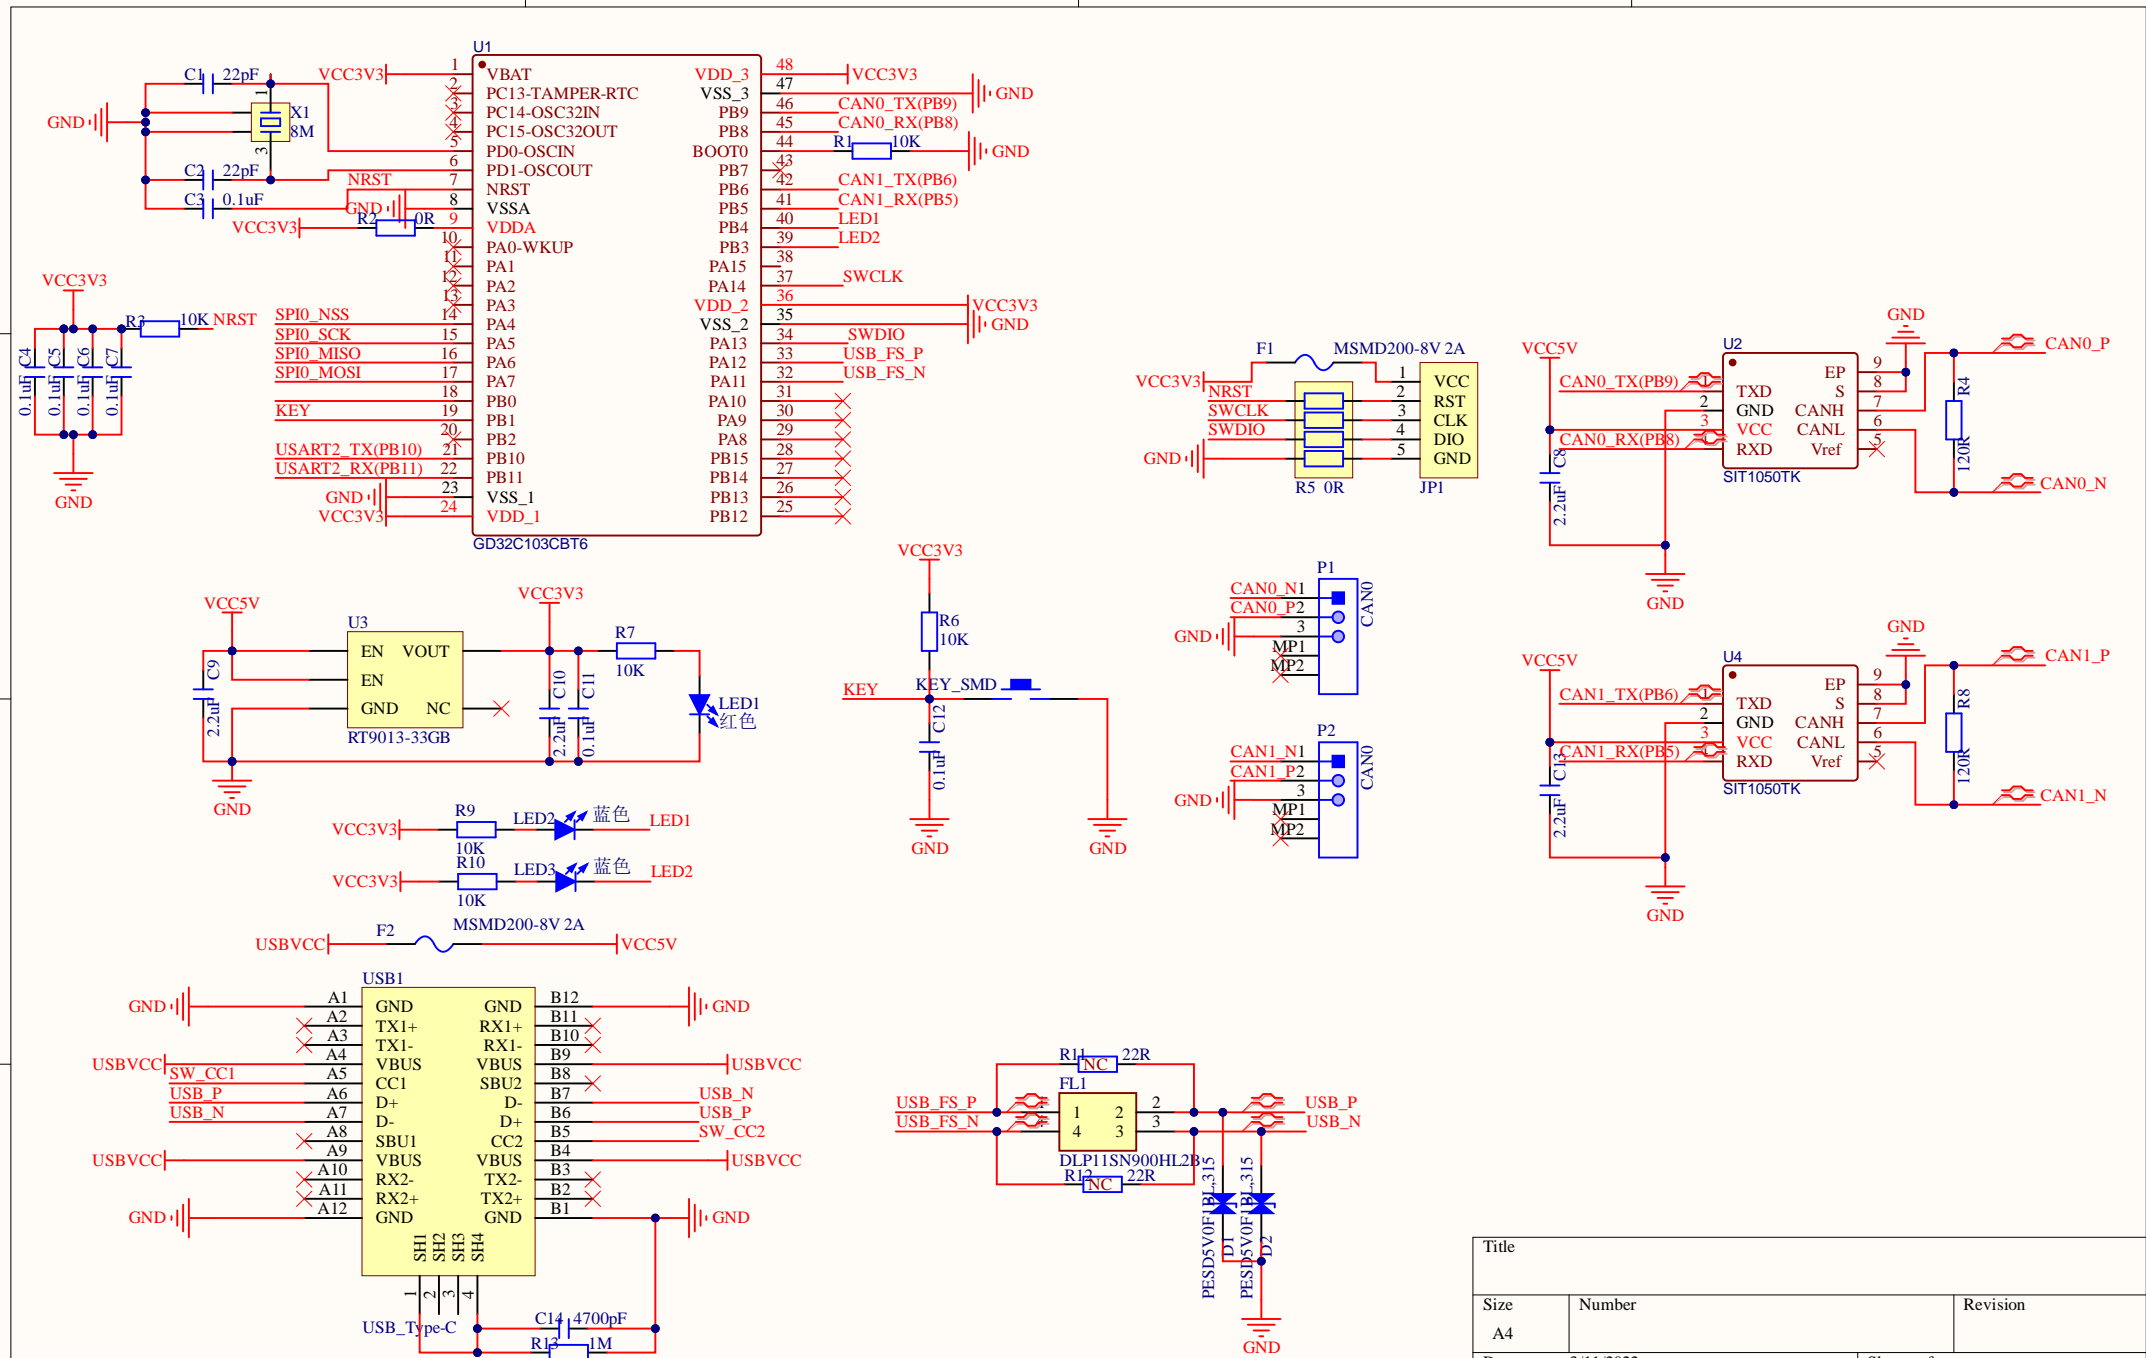 U1
GD32C103CBT6
VCC3V3 1 VBAT
2 PC13-TAMPER-RTC
3 PC14-OSC32IN
4 PC15-OSC32OUT
5 PD0-OSCIN
6 PD1-OSCOUT
NRST 7 NRST
GND 8 VSSA
VCC3V3 R2 0R 9 VDDA
10 PA0-WKUP
11 PA1
12 PA2
13 PA3
SPI0_NSS 14 PA4
SPI0_SCK 15 PA5
SPI0_MISO 16 PA6
SPI0_MOSI 17 PA7
18 PB0
KEY 19 PB1
20 PB2
USART2_TX(PB10) 21 PB10
USART2_RX(PB11) 22 PB11
GND 23 VSS_1
VCC3V3 24 VDD_1
VDD_3 48 VCC3V3
VSS_3 47 GND
PB9 46 CAN0_TX(PB9)
PB8 45 CAN0_RX(PB8)
BOOT0 44 R1 10K GND
PB7 43
PB6 42 CAN1_TX(PB6)
PB5 41 CAN1_RX(PB5)
PB4 40 LED1
PB3 39 LED2
PA15 38
PA14 37 SWCLK
VDD_2 36 VCC3V3
VSS_2 35 GND
PA13 34 SWDIO
PA12 33 USB_FS_P
PA11 32 USB_FS_N
PA10 31
PA9 30
PA8 29
PB15 28
PB14 27
PB13 26
PB12 25
C1 22pF
GND
1
X1
8M
3
C2 22pF
C3 0.1uF
VCC3V3
R3 10K NRST
C4 0.1uF
C5 0.1uF
C6 0.1uF
C7 0.1uF
GND
F1 MSMD200-8V 2A
VCC3V3 1 VCC
NRST 2 RST
SWCLK 3 CLK
SWDIO 4 DIO
GND 5 GND
R5 0R JP1
VCC5V
U2
GND
CAN0_P
CAN0_TX(PB9) 1 TXD
2 GND
3 VCC
CAN0_RX(PB8) RXD
EP 9
S 8
CANH 7
CANL 6
Vref 5
SIT1050TK
R4
120R
CAN0_N
C8
2.2uF
GND
VCC5V
U3
VCC3V3
R7
10K
EN VOUT
EN
GND NC
RT9013-33GB
C9
2.2uF
C10
2.2uF
C11
0.1uF
LED1
红色
GND
VCC3V3
R6
10K
KEY KEY_SMD
C12
0.1uF
GND
GND
P1
CAN0
CAN0_N 1
CAN0_P 2
GND 3
MP1
MP2
P2
CAN0
CAN1_N 1
CAN1_P 2
GND 3
MP1
MP2
VCC5V
U4
GND
CAN1_P
CAN1_TX(PB6) 1 TXD
2 GND
3 VCC
CAN1_RX(PB5) RXD
EP 9
S 8
CANH 7
CANL 6
Vref 5
SIT1050TK
R8
120R
CAN1_N
C13
2.2uF
GND
VCC3V3 R9 LED2 蓝色 LED1
10K
VCC3V3 R10 LED3 蓝色 LED2
10K
USBVCC F2 MSMD200-8V 2A VCC5V
USB1
GND A1 GND GND B12 GND
A2 TX1+ RX1+ B11
A3 TX1- RX1- B10
USBVCC A4 VBUS VBUS B9 USBVCC
SW_CC1 A5 CC1 SBU2 B8
USB_P A6 D+ D- B7 USB_N
USB_N A7 D- D+ B6 USB_P
A8 SBU1 CC2 B5 SW_CC2
USBVCC A9 VBUS VBUS B4 USBVCC
A10 RX2- TX2- B3
A11 RX2+ TX2+ B2
GND A12 GND GND B1 GND
SH1 SH2 SH3 SH4
1 2 3 4
USB_Type-C
C14 4700pF
R13 1M
R11 NC 22R
FL1
USB_FS_P 1 2 2 USB_P
USB_FS_N 4 3 3 USB_N
DLP11SN900HL2B
R12 NC 22R
PESD5V0F1BL,315
D1
PESD5V0F1BL,315
D2
GND
Title
Size Number Revision
A4